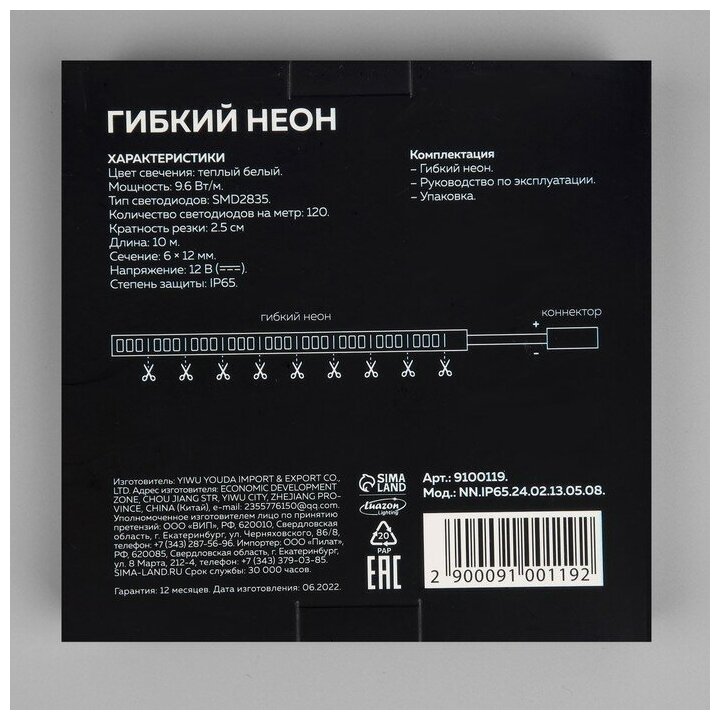 ГИБКИЙ НЕОН
ХАРАКТЕРИСТИКИ
Цвет свечения: теплый белый.
Мощность: 9.6 Вт/м.
Тип светодиодов: SMD2835.
Количество светодиодов на метр: 120.
Кратность резки: 2.5 см
Длина: 10 м.
Сечение: 6 × 12 мм.
Напряжение: 12 В (⎓).
Степень защиты: IP65.
Комплектация
– Гибкий неон.
– Руководство по эксплуатации.
– Упаковка.
гибкий неон
коннектор
+
-
Изготовитель: YIWU YOUDA IMPORT & EXPORT CO.,
LTD. Адрес изготовителя: ECONOMIC DEVELOPMENT
ZONE, CHOU JIANG STR, YIWU CITY, ZHEJIANG PRO-
VINCE, CHINA (Китай), e-mail: 2355776150@qq.com.
Уполномоченное изготовителем лицо по принятию
претензий: ООО «ВИП», РФ, 620010, Свердловская
область, г. Екатеринбург, ул. Черняховского, 86/8,
телефон: +7 (343) 287-56-96. Импортер: ООО «Пилат»,
РФ, 620085, Свердловская область, г. Екатеринбург,
ул. 8 Марта, 212-4, телефон: +7 (343) 379-03-85.
SIMA-LAND.RU Срок службы: 30 000 часов.
Гарантия: 12 месяцев. Дата изготовления: 06.2022.
SIMA
LAND
Luazon
Lighting
20
PAP
EAC
Арт.: 9100119.
Мод.: NN.IP65.24.02.13.05.08.
2 900091 001192